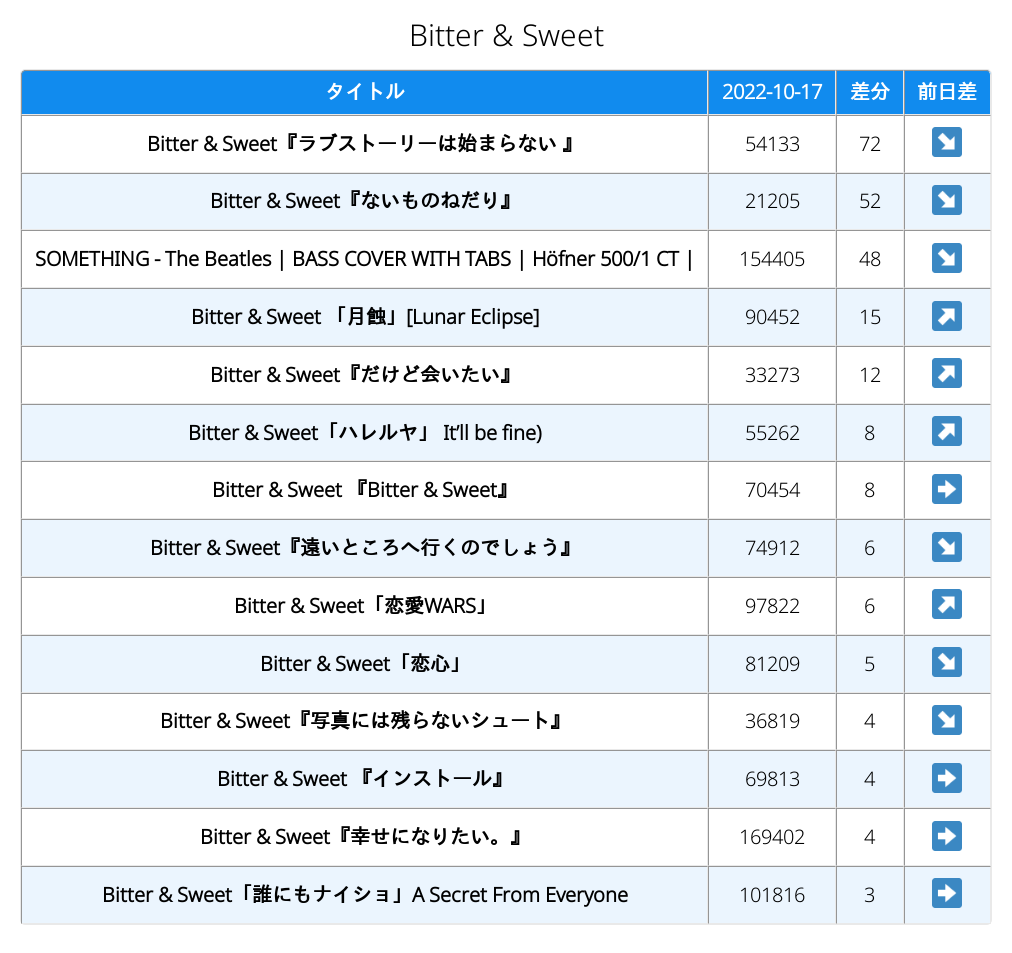 Bitter & Sweet
タイトル 2022-10-17 差分 前日差
Bitter & Sweet『ラブストーリーは始まらない 』 54133 72 ↘
Bitter & Sweet『ないものねだり』 21205 52 ↘
SOMETHING - The Beatles | BASS COVER WITH TABS | Höfner 500/1 CT | 154405 48 ↘
Bitter & Sweet 「月蝕」[Lunar Eclipse] 90452 15 ↗
Bitter & Sweet『だけど会いたい』 33273 12 ↗
Bitter & Sweet「ハレルヤ」 It’ll be fine) 55262 8 ↗
Bitter & Sweet 『Bitter & Sweet』 70454 8 ➡
Bitter & Sweet『遠いところへ行くのでしょう』 74912 6 ↘
Bitter & Sweet「恋愛WARS」 97822 6 ↗
Bitter & Sweet「恋心」 81209 5 ↘
Bitter & Sweet『写真には残らないシュート』 36819 4 ↘
Bitter & Sweet 『インストール』 69813 4 ➡
Bitter & Sweet『幸せになりたい。』 169402 4 ➡
Bitter & Sweet「誰にもナイショ」A Secret From Everyone 101816 3 ➡